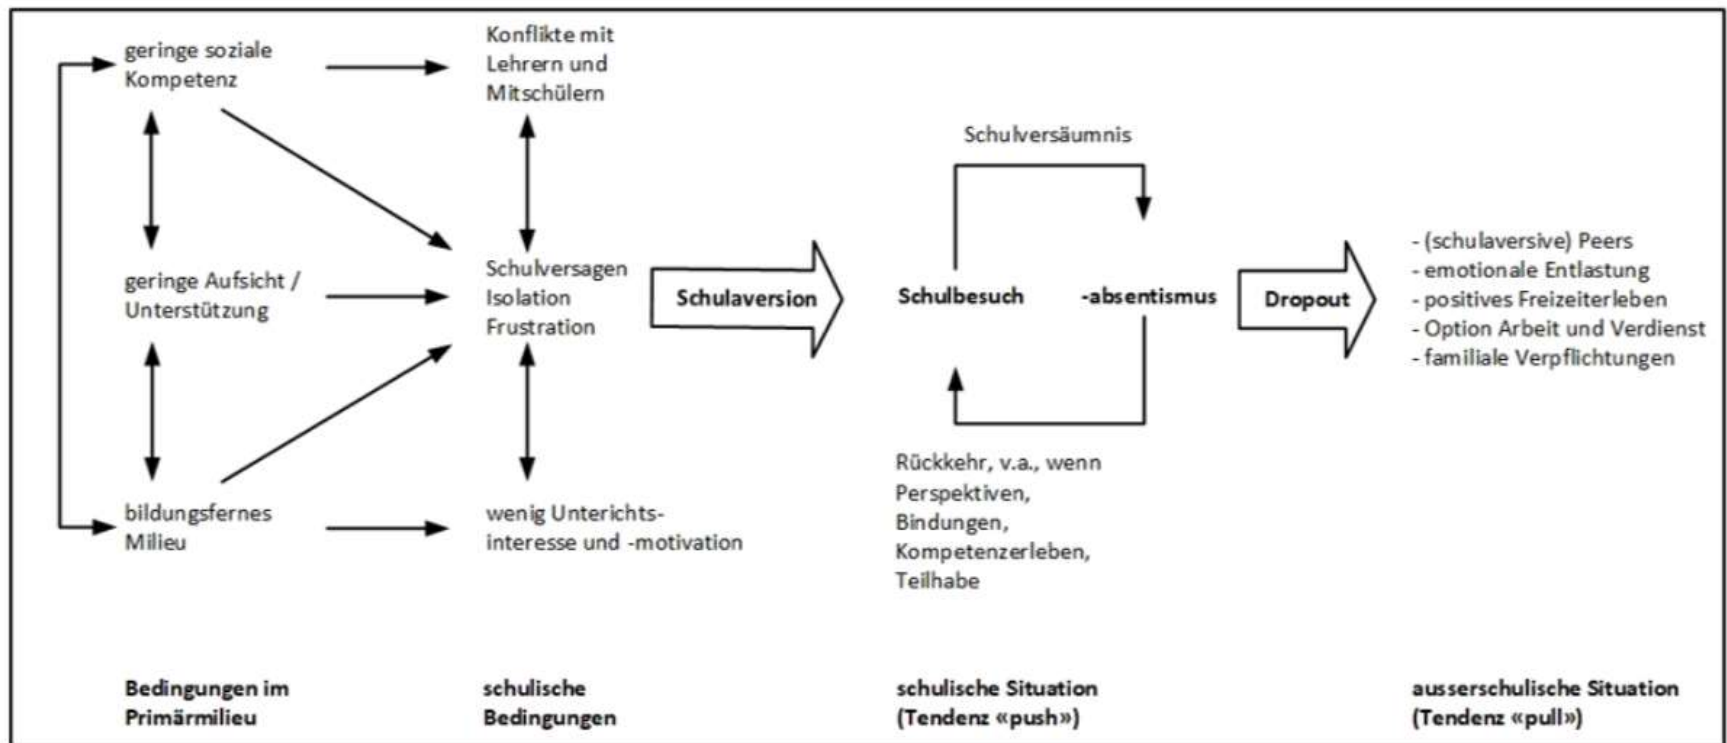 geringe soziale
Kompetenz
Konflikte mit
Lehrern und
Mitschülern
geringe Aufsicht /
Unterstützung
Schulversagen
Isolation
Frustration
bildungsfernes
Milieu
wenig Unterichts-
interesse und -motivation
Schulaversion
Schulversäumnis
Schulbesuch
-absentismus
Rückkehr, v.a., wenn
Perspektiven,
Bindungen,
Kompetenzerleben,
Teilhabe
Dropout
- (schulaversive) Peers
- emotionale Entlastung
- positives Freizeiterleben
- Option Arbeit und Verdienst
- familiale Verpflichtungen
Bedingungen im
Primärmilieu
schulische
Bedingungen
schulische Situation
(Tendenz «push»)
ausserschulische Situation
(Tendenz «pull»)